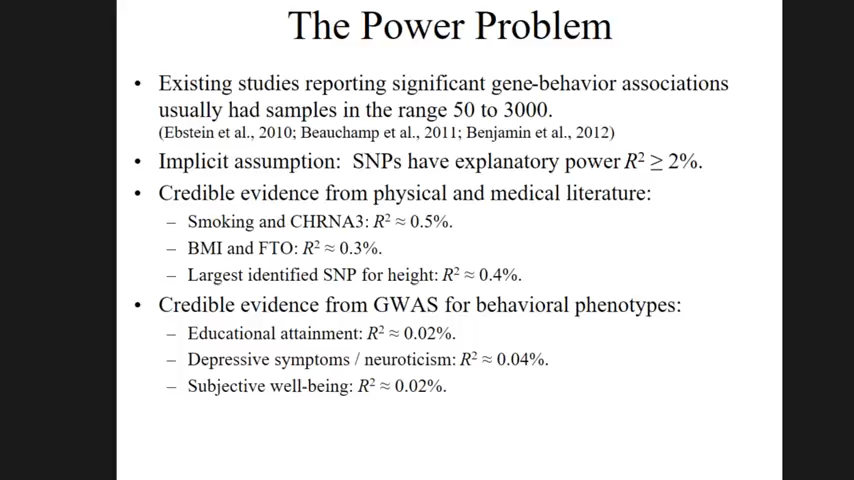 The Power Problem
• Existing studies reporting significant gene-behavior associations
usually had samples in the range 50 to 3000.
(Ebstein et al., 2010; Beauchamp et al., 2011; Benjamin et al., 2012)
• Implicit assumption: SNPs have explanatory power R² ≥ 2%.
• Credible evidence from physical and medical literature:
– Smoking and CHRNA3: R² ≈ 0.5%.
– BMI and FTO: R² ≈ 0.3%.
– Largest identified SNP for height: R² ≈ 0.4%.
• Credible evidence from GWAS for behavioral phenotypes:
– Educational attainment: R² ≈ 0.02%.
– Depressive symptoms / neuroticism: R² ≈ 0.04%.
– Subjective well-being: R² ≈ 0.02%.